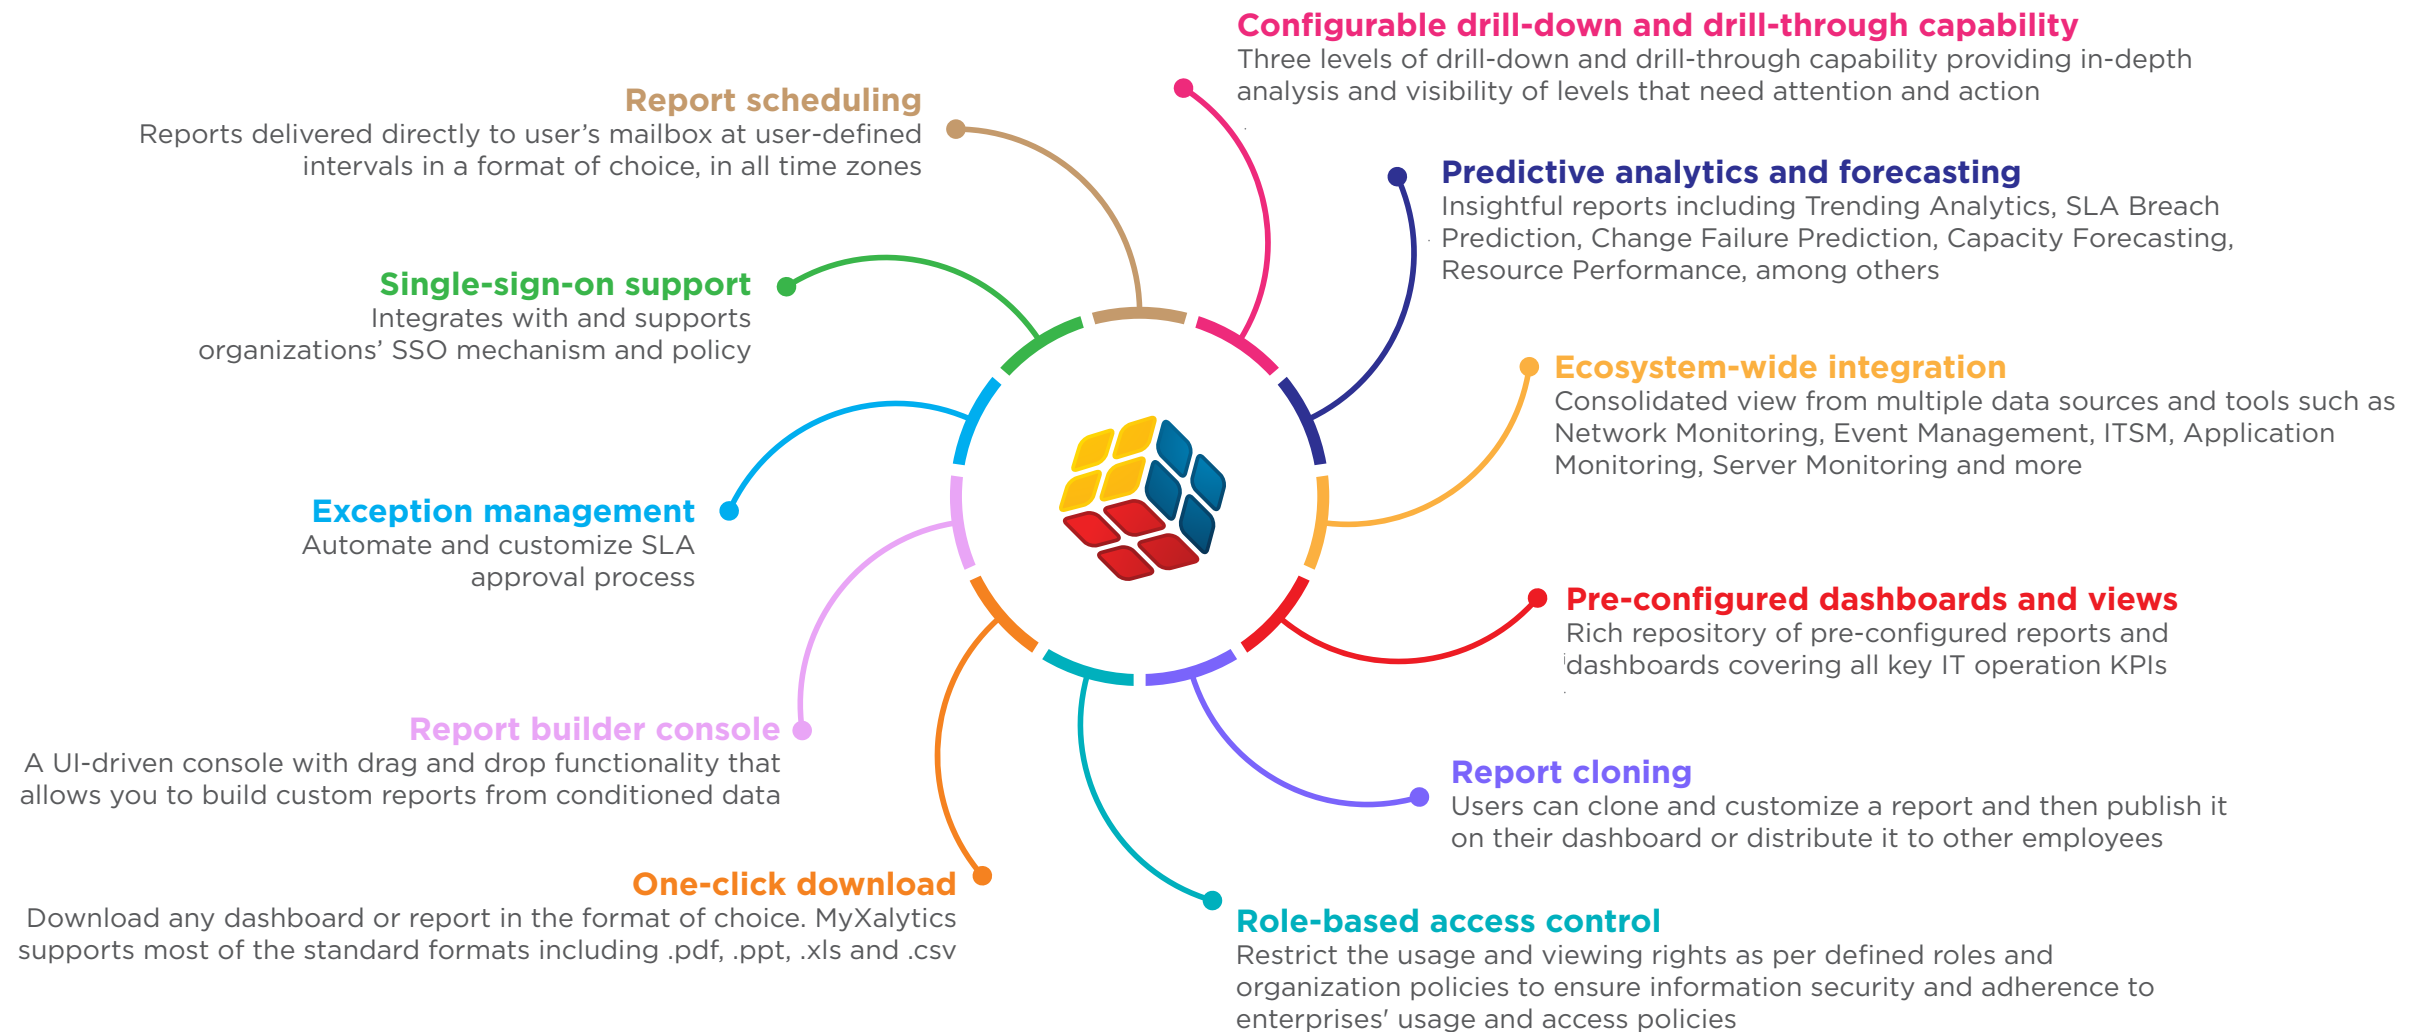 Configurable drill-down and drill-through capability
Three levels of drill-down and drill-through capability providing in-depth
analysis and visibility of levels that need attention and action
Predictive analytics and forecasting
Insightful reports including Trending Analytics, SLA Breach
Prediction, Change Failure Prediction, Capacity Forecasting,
Resource Performance, among others
Ecosystem-wide integration
Consolidated view from multiple data sources and tools such as
Network Monitoring, Event Management, ITSM, Application
Monitoring, Server Monitoring and more
Pre-configured dashboards and views
Rich repository of pre-configured reports and
dashboards covering all key IT operation KPIs
Report cloning
Users can clone and customize a report and then publish it
on their dashboard or distribute it to other employees
Role-based access control
Restrict the usage and viewing rights as per defined roles and
organization policies to ensure information security and adherence to
enterprises' usage and access policies
One-click download
Download any dashboard or report in the format of choice. MyXalytics
supports most of the standard formats including .pdf, .ppt, .xls and .csv
Report builder console
A UI-driven console with drag and drop functionality that
allows you to build custom reports from conditioned data
Exception management
Automate and customize SLA
approval process
Single-sign-on support
Integrates with and supports
organizations’ SSO mechanism and policy
Report scheduling
Reports delivered directly to user’s mailbox at user-defined
intervals in a format of choice, in all time zones